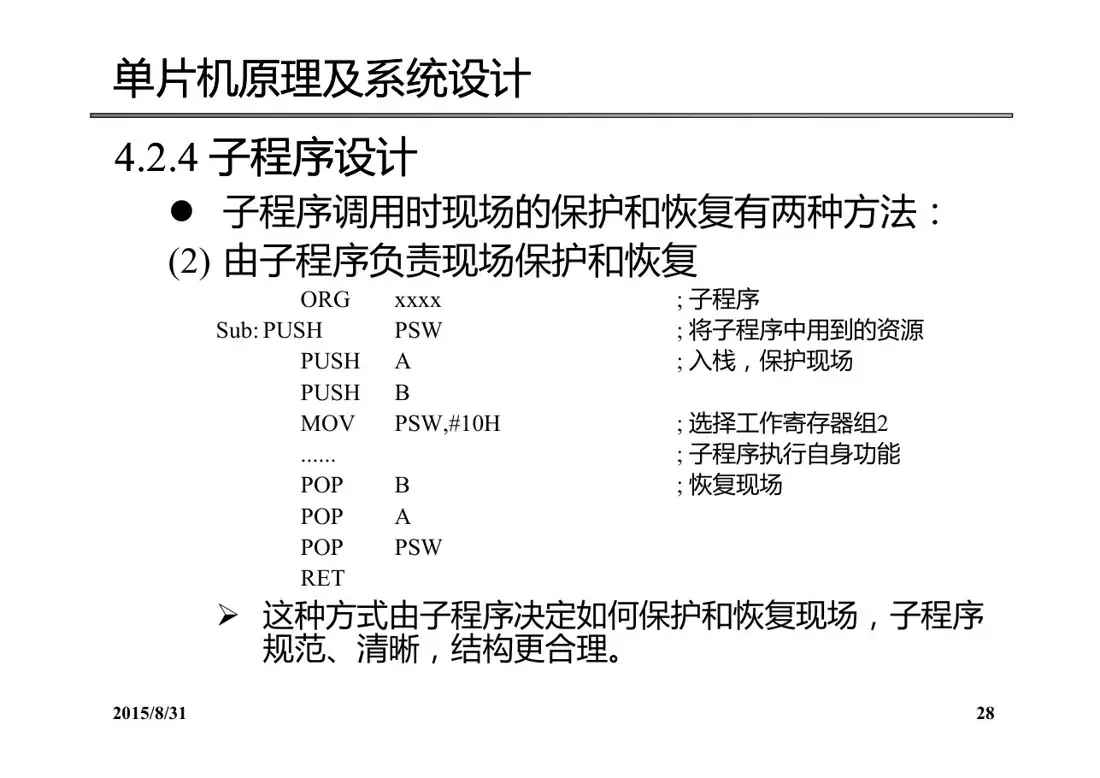 单片机原理及系统设计
4.2.4 子程序设计
● 子程序调用时现场的保护和恢复有两种方法：
(2) 由子程序负责现场保护和恢复
ORG xxxx ; 子程序
Sub: PUSH PSW ; 将子程序中用到的资源
PUSH A ; 入栈，保护现场
PUSH B
MOV PSW,#10H ; 选择工作寄存器组2
...... ; 子程序执行自身功能
POP B ; 恢复现场
POP A
POP PSW
RET
➢ 这种方式由子程序决定如何保护和恢复现场，子程序
规范、清晰，结构更合理。
2015/8/31 28